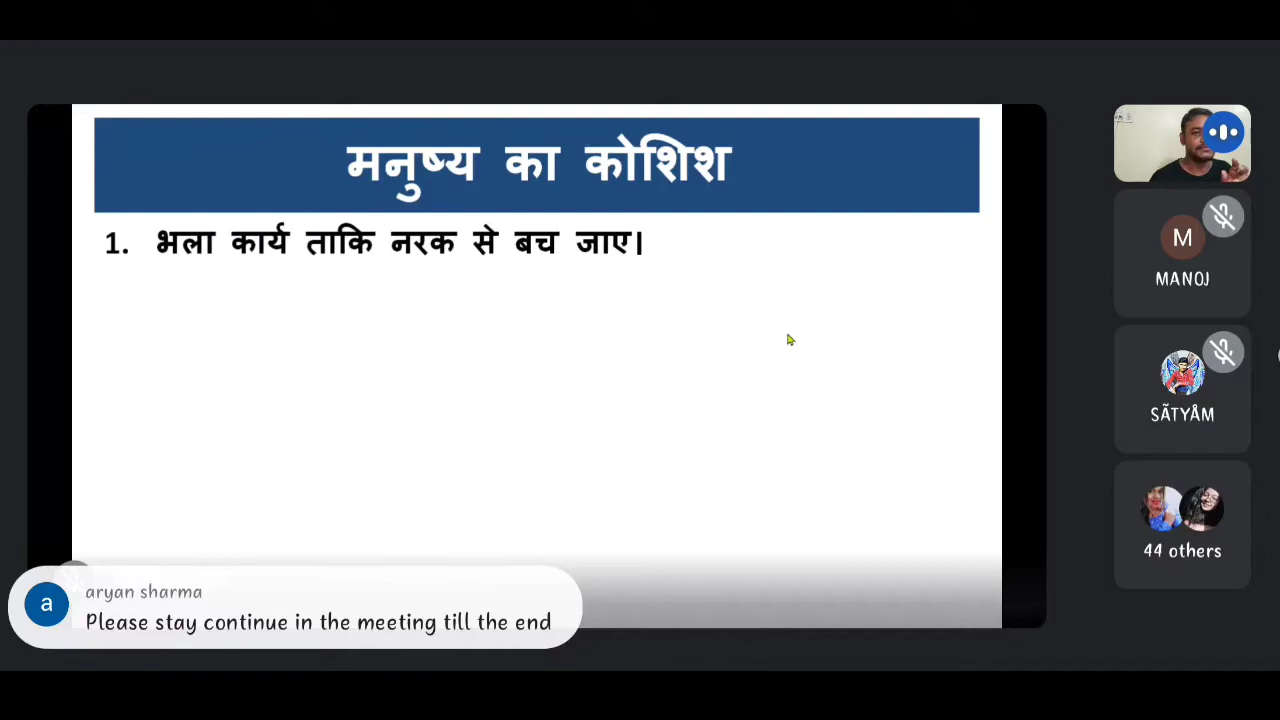 मनुष्य का कोशिश
1. भला कार्य ताकि नरक से बच जाए।
MANOJ
M
SÃTYÂM
44 others
a
aryan sharma
Please stay continue in the meeting till the end